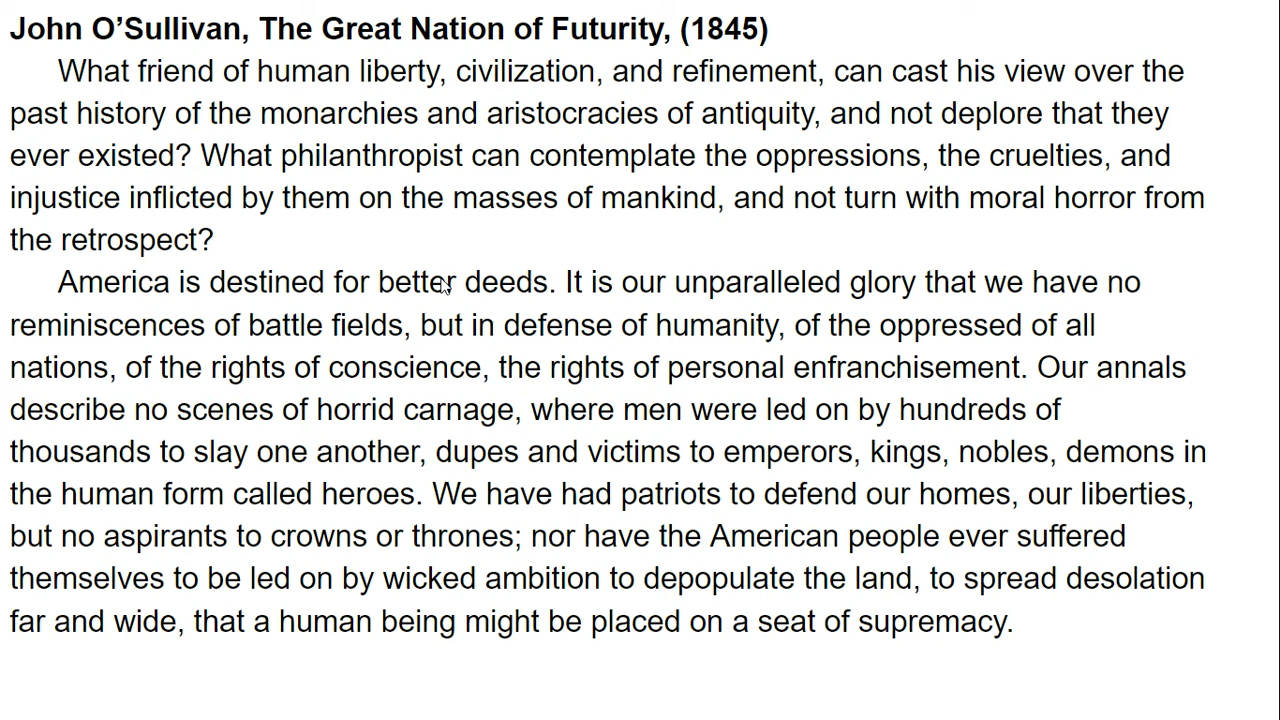 John O’Sullivan, The Great Nation of Futurity, (1845)
What friend of human liberty, civilization, and refinement, can cast his view over the
past history of the monarchies and aristocracies of antiquity, and not deplore that they
ever existed? What philanthropist can contemplate the oppressions, the cruelties, and
injustice inflicted by them on the masses of mankind, and not turn with moral horror from
the retrospect?
America is destined for better deeds. It is our unparalleled glory that we have no
reminiscences of battle fields, but in defense of humanity, of the oppressed of all
nations, of the rights of conscience, the rights of personal enfranchisement. Our annals
describe no scenes of horrid carnage, where men were led on by hundreds of
thousands to slay one another, dupes and victims to emperors, kings, nobles, demons in
the human form called heroes. We have had patriots to defend our homes, our liberties,
but no aspirants to crowns or thrones; nor have the American people ever suffered
themselves to be led on by wicked ambition to depopulate the land, to spread desolation
far and wide, that a human being might be placed on a seat of supremacy.